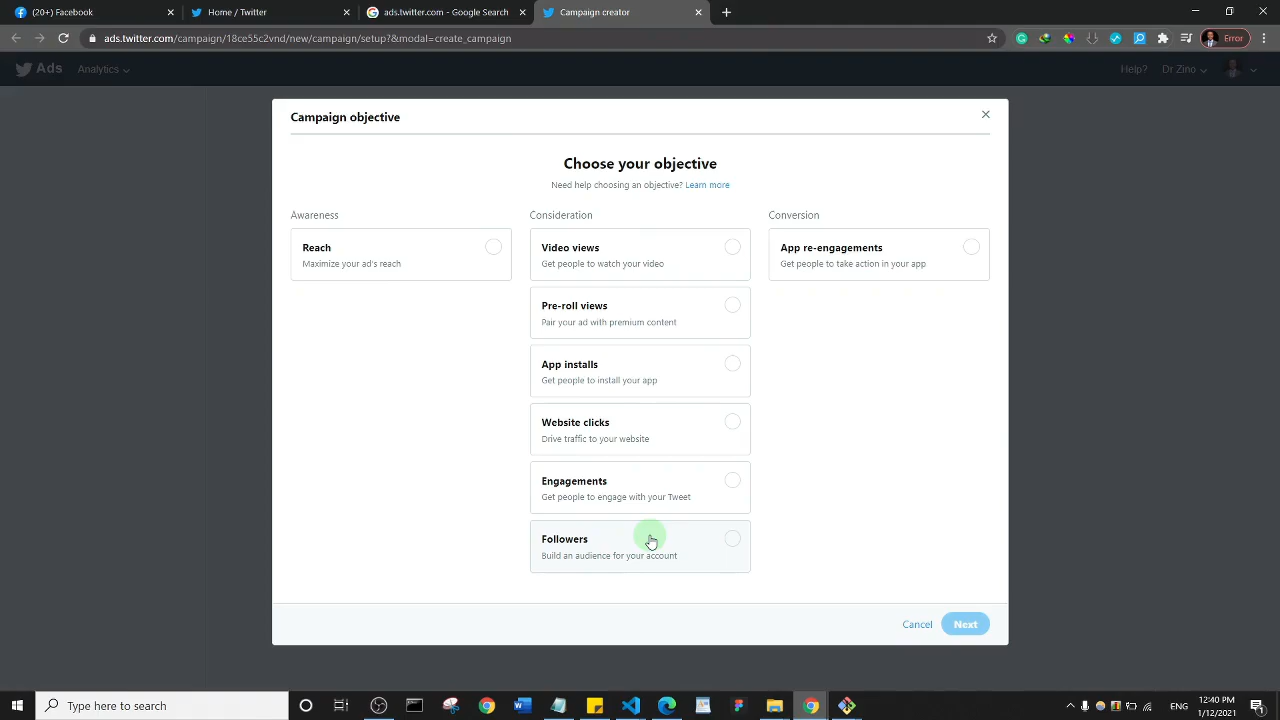 (20+) Facebook
Home / Twitter
ads.twitter.com - Google Search
Campaign creator
ads.twitter.com/campaign/18ce55c2vnd/new/campaign/setup?&modal=create_campaign
Error
Ads
Analytics
Help?
Dr Zino
Campaign objective
Choose your objective
Need help choosing an objective? Learn more
Awareness
Reach
Maximize your ad's reach
Consideration
Video views
Get people to watch your video
Pre-roll views
Pair your ad with premium content
App installs
Get people to install your app
Website clicks
Drive traffic to your website
Engagements
Get people to engage with your Tweet
Followers
Build an audience for your account
Conversion
App re-engagements
Get people to take action in your app
Cancel
Next
Type here to search
ENG
12:40 PM
1/12/2021